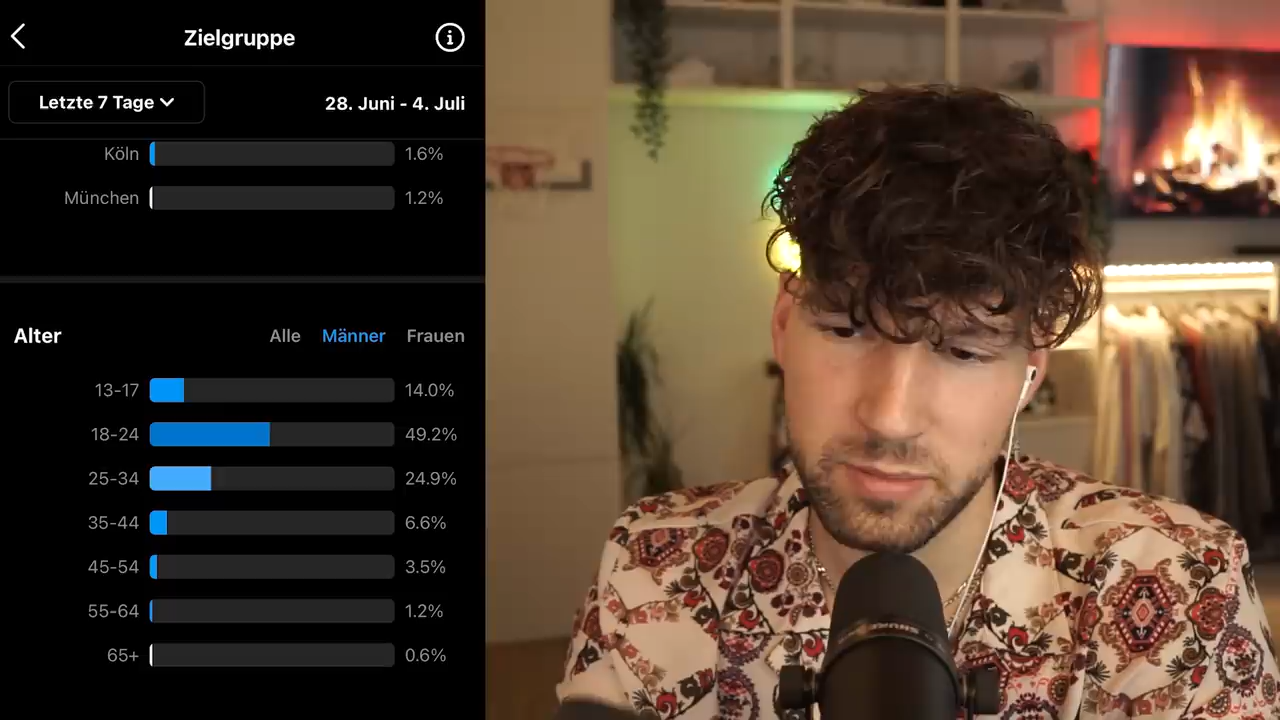 Zielgruppe
Letzte 7 Tage
28. Juni - 4. Juli
Köln 1.6%
München 1.2%
Alter Alle Männer Frauen
13-17 14.0%
18-24 49.2%
25-34 24.9%
35-44 6.6%
45-54 3.5%
55-64 1.2%
65+ 0.6%